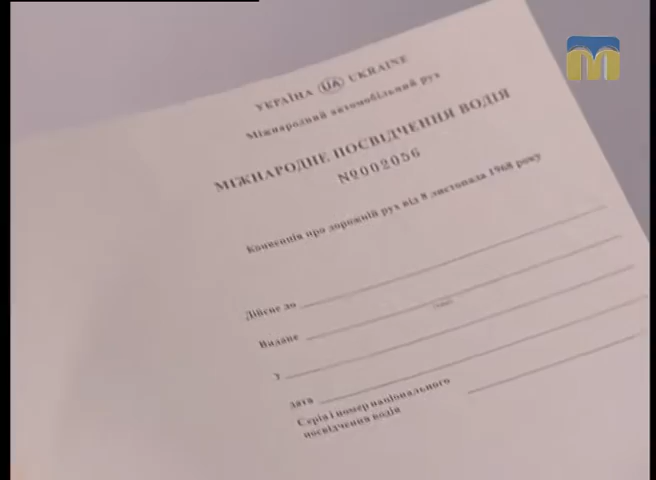 УКРАЇНА UA UKRAINE
Міжнародний автомобільний рух
МІЖНАРОДНЕ ПОСВІДЧЕННЯ ВОДІЯ
№002056
Конвенція про дорожній рух від 8 листопада 1968 року
Дійсне до
Видане
У
дата
Серія і номер національного
посвідчення водія
М